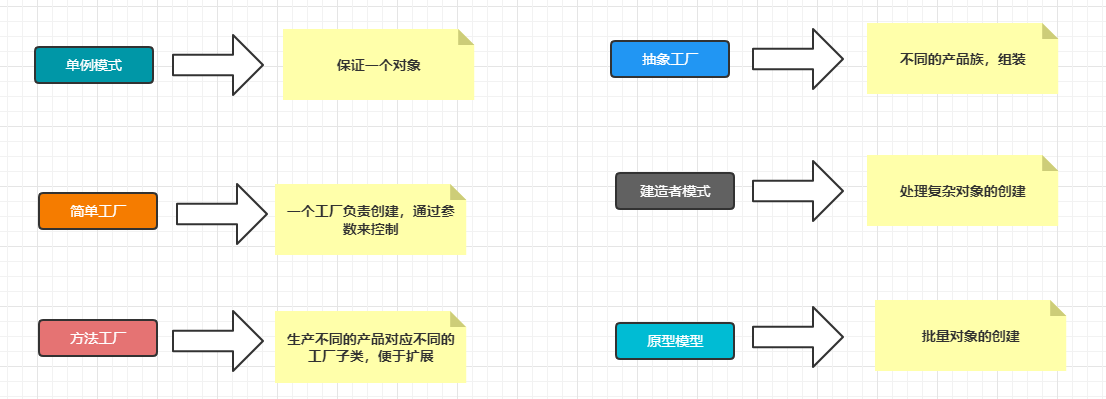 单例模式
保证一个对象
抽象工厂
不同的产品族，组装
简单工厂
一个工厂负责创建，通过参
数来控制
建造者模式
处理复杂对象的创建
方法工厂
生产不同的产品对应不同的
工厂子类，便于扩展
原型模型
批量对象的创建